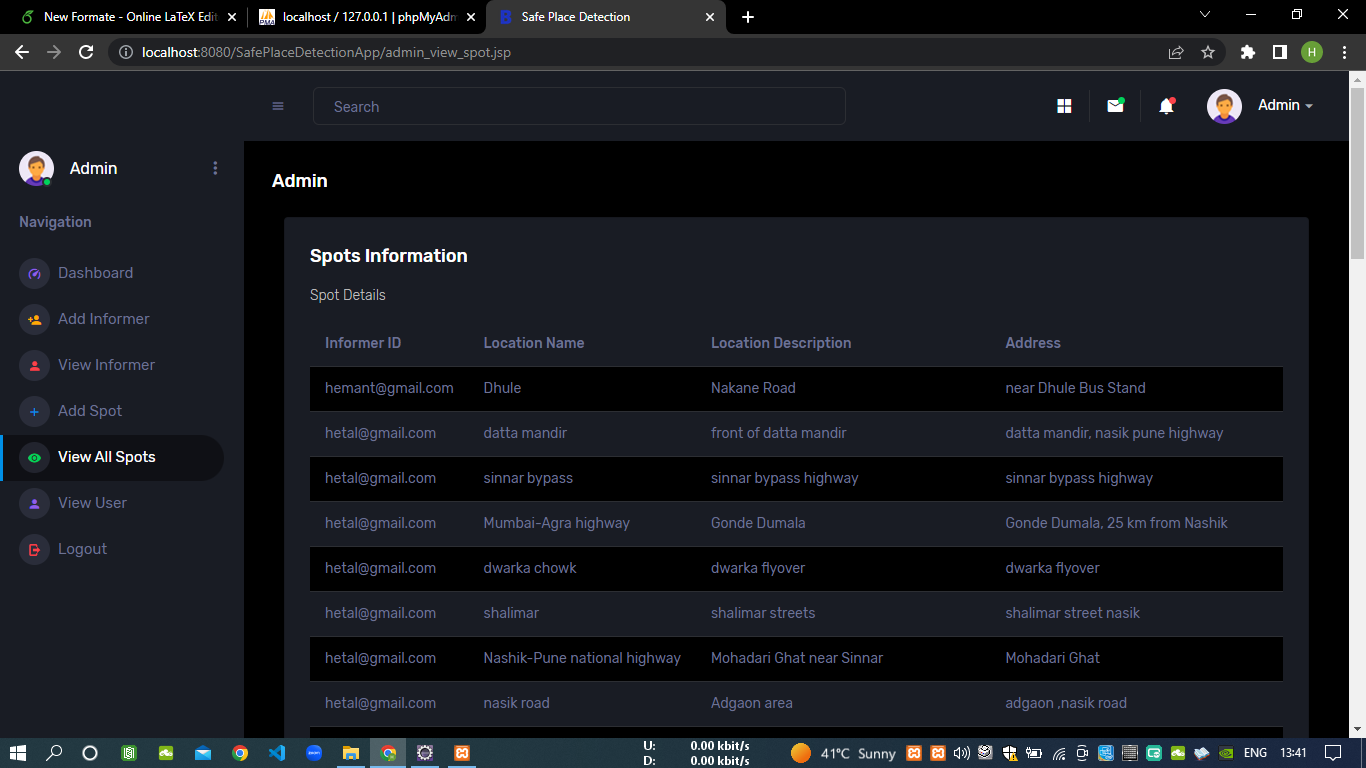 New Formate - Online LaTeX Edit
localhost / 127.0.0.1 | phpMyAdm
Safe Place Detection
localhost:8080/SafePlaceDetectionApp/admin_view_spot.jsp
H
Search
Admin
Admin
Navigation
Dashboard
Add Informer
View Informer
Add Spot
View All Spots
View User
Logout
Admin
Spots Information
Spot Details
Informer ID Location Name Location Description Address
hemant@gmail.com Dhule Nakane Road near Dhule Bus Stand
hetal@gmail.com datta mandir front of datta mandir datta mandir, nasik pune highway
hetal@gmail.com sinnar bypass sinnar bypass highway sinnar bypass highway
hetal@gmail.com Mumbai-Agra highway Gonde Dumala Gonde Dumala, 25 km from Nashik
hetal@gmail.com dwarka chowk dwarka flyover dwarka flyover
hetal@gmail.com shalimar shalimar streets shalimar street nasik
hetal@gmail.com Nashik-Pune national highway Mohadari Ghat near Sinnar Mohadari Ghat
hetal@gmail.com nasik road Adgaon area adgaon ,nasik road
U: 0.00 kbit/s
D: 0.00 kbit/s
41°C Sunny
ENG
13:41